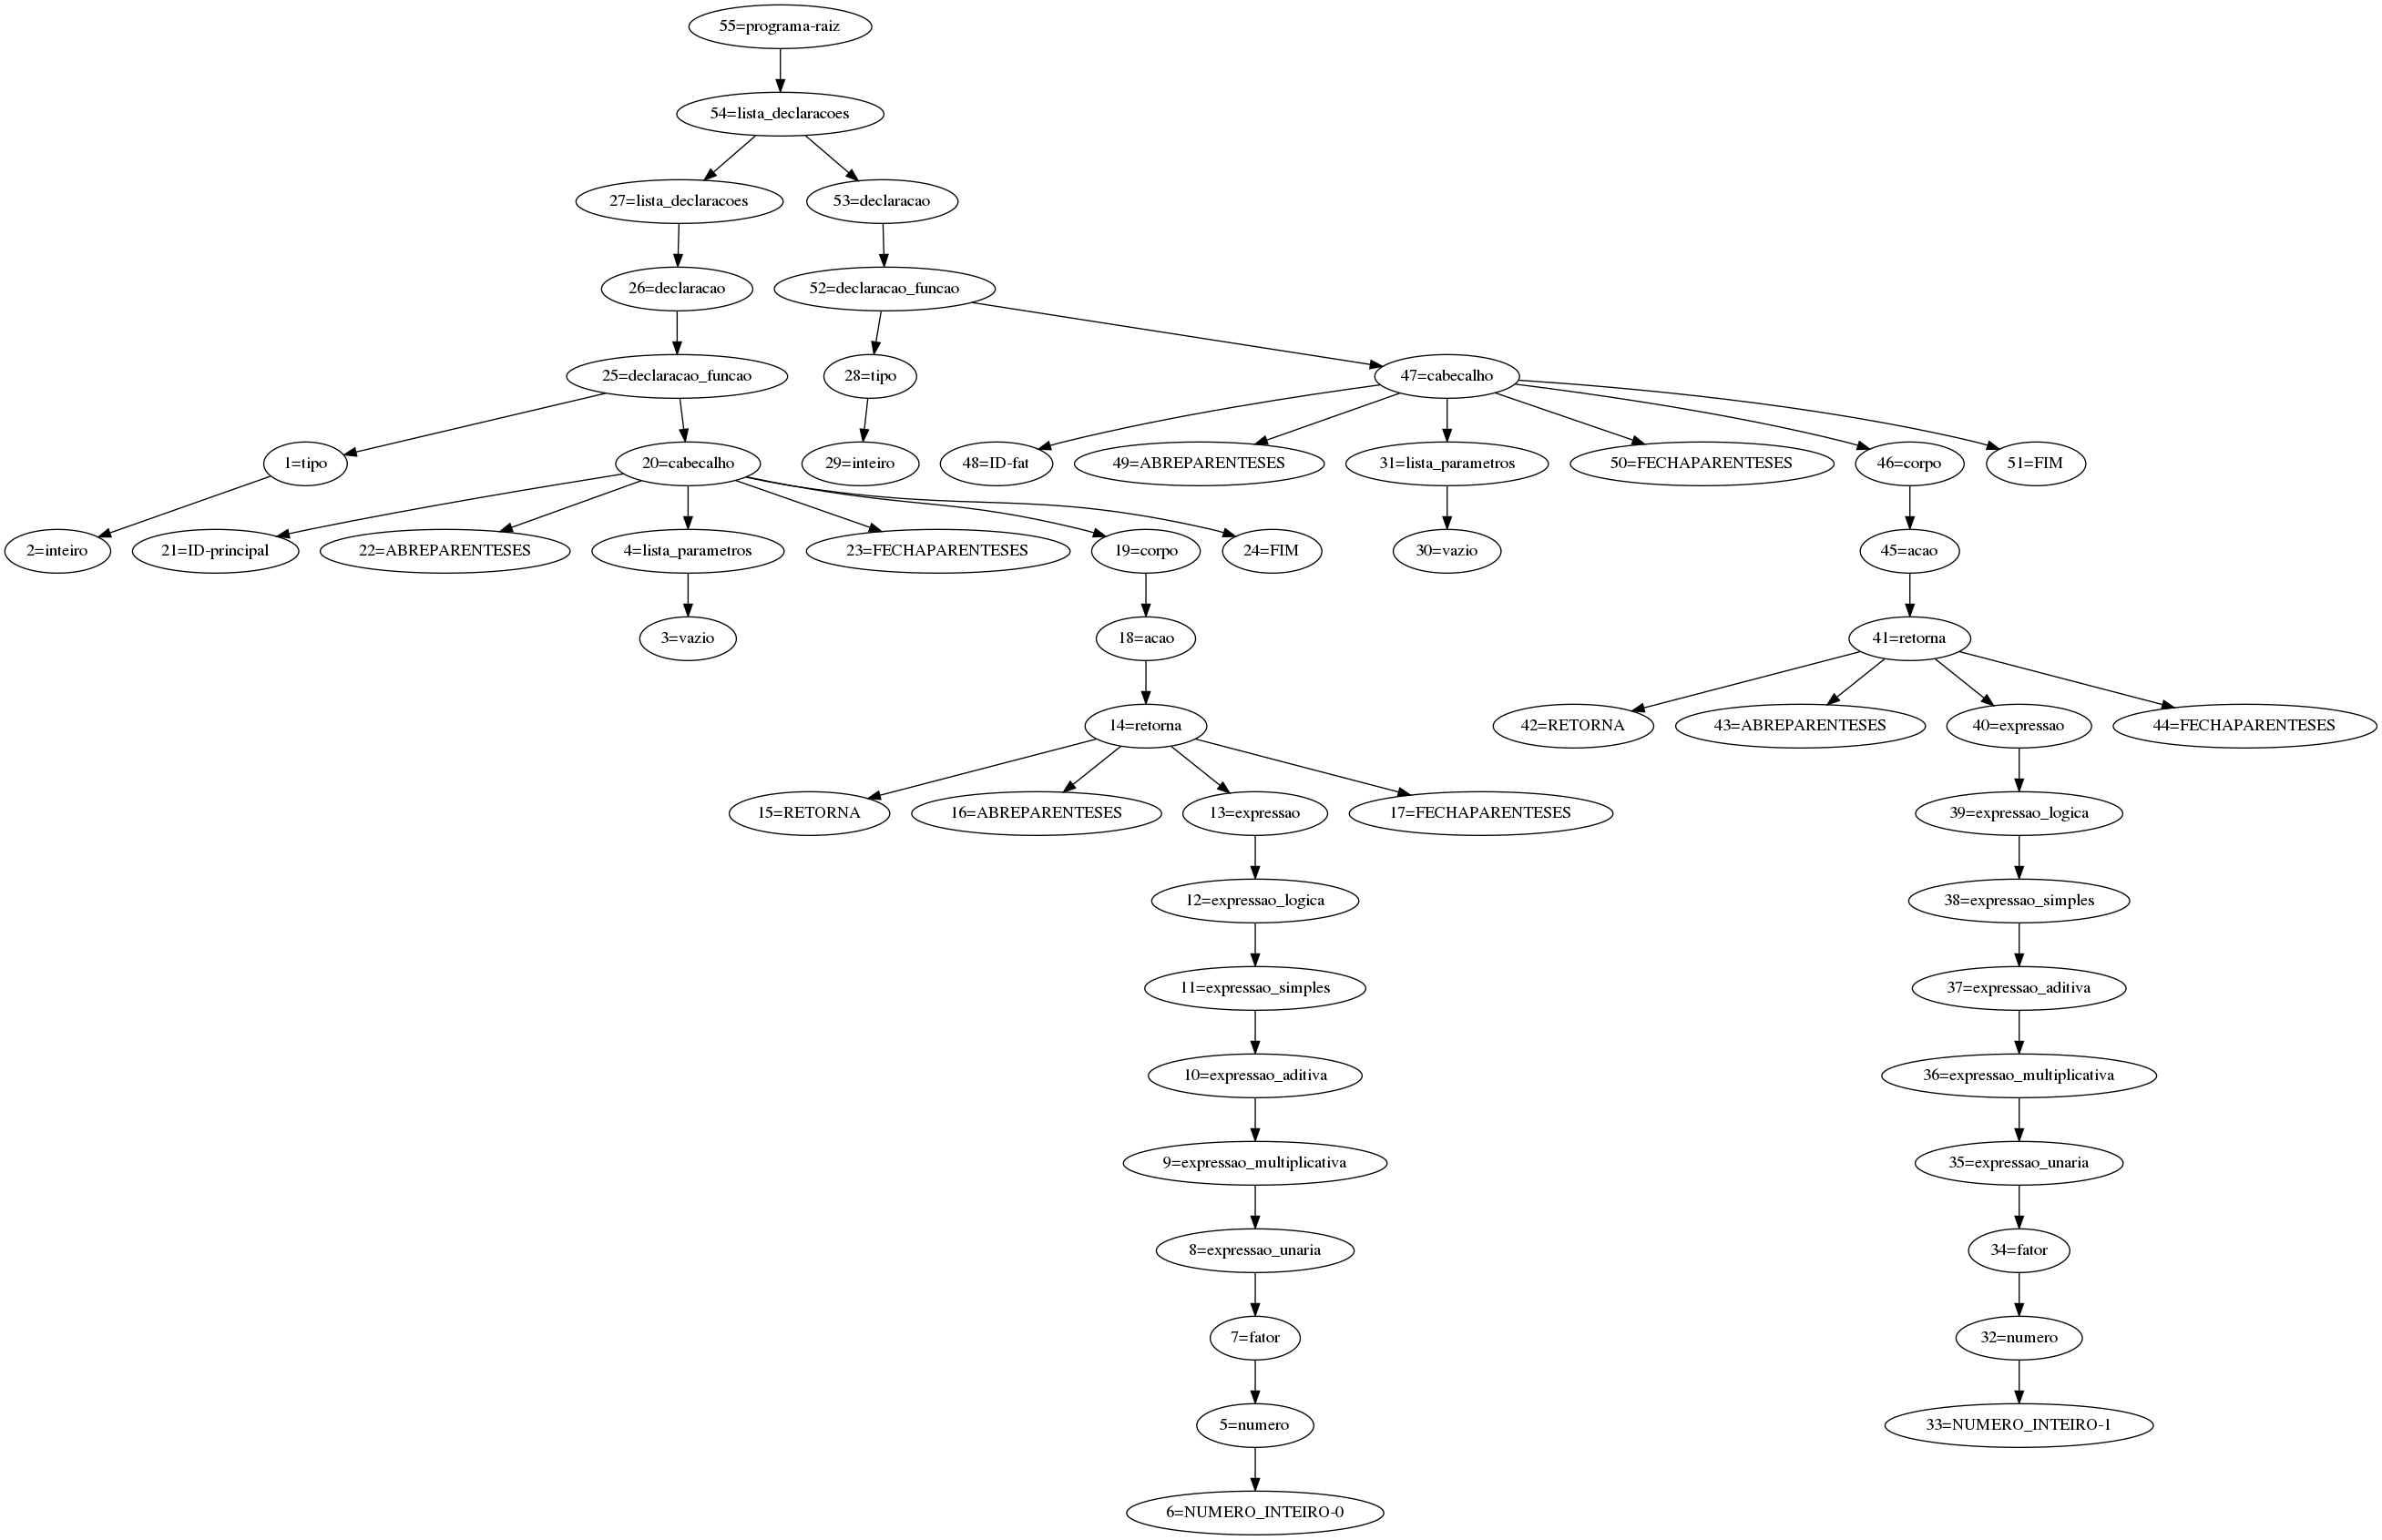 55=programa-raiz
54=lista_declaracoes
27=lista_declaracoes
53=declaracao
26=declaracao
52=declaracao_funcao
25=declaracao_funcao
28=tipo
47=cabecalho
1=tipo
20=cabecalho
29=inteiro
48=ID-fat
49=ABREPARENTESES
31=lista_parametros
50=FECHAPARENTESES
46=corpo
51=FIM
2=inteiro
21=ID-principal
22=ABREPARENTESES
4=lista_parametros
23=FECHAPARENTESES
19=corpo
24=FIM
30=vazio
45=acao
3=vazio
18=acao
41=retorna
14=retorna
42=RETORNA
43=ABREPARENTESES
40=expressao
44=FECHAPARENTESES
15=RETORNA
16=ABREPARENTESES
13=expressao
17=FECHAPARENTESES
39=expressao_logica
12=expressao_logica
38=expressao_simples
11=expressao_simples
37=expressao_aditiva
10=expressao_aditiva
36=expressao_multiplicativa
9=expressao_multiplicativa
35=expressao_unaria
8=expressao_unaria
34=fator
7=fator
32=numero
5=numero
33=NUMERO_INTEIRO-1
6=NUMERO_INTEIRO-0